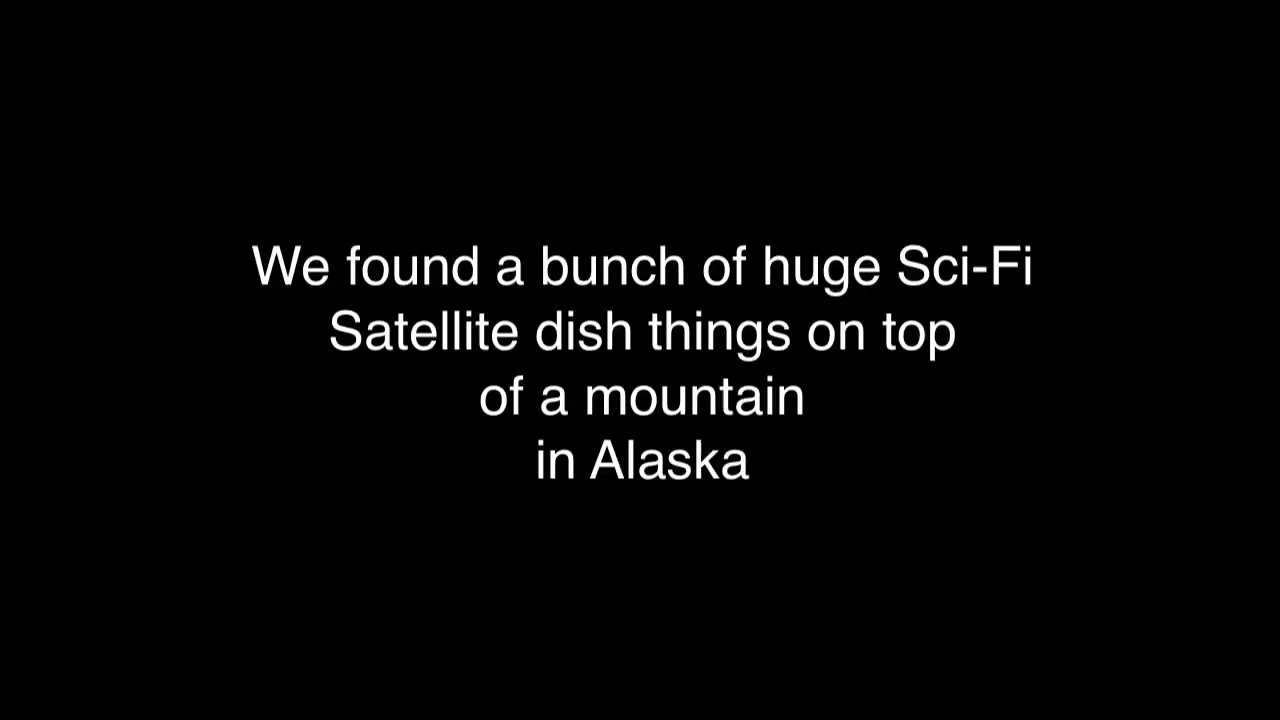 We found a bunch of huge Sci-Fi
Satellite dish things on top
of a mountain
in Alaska